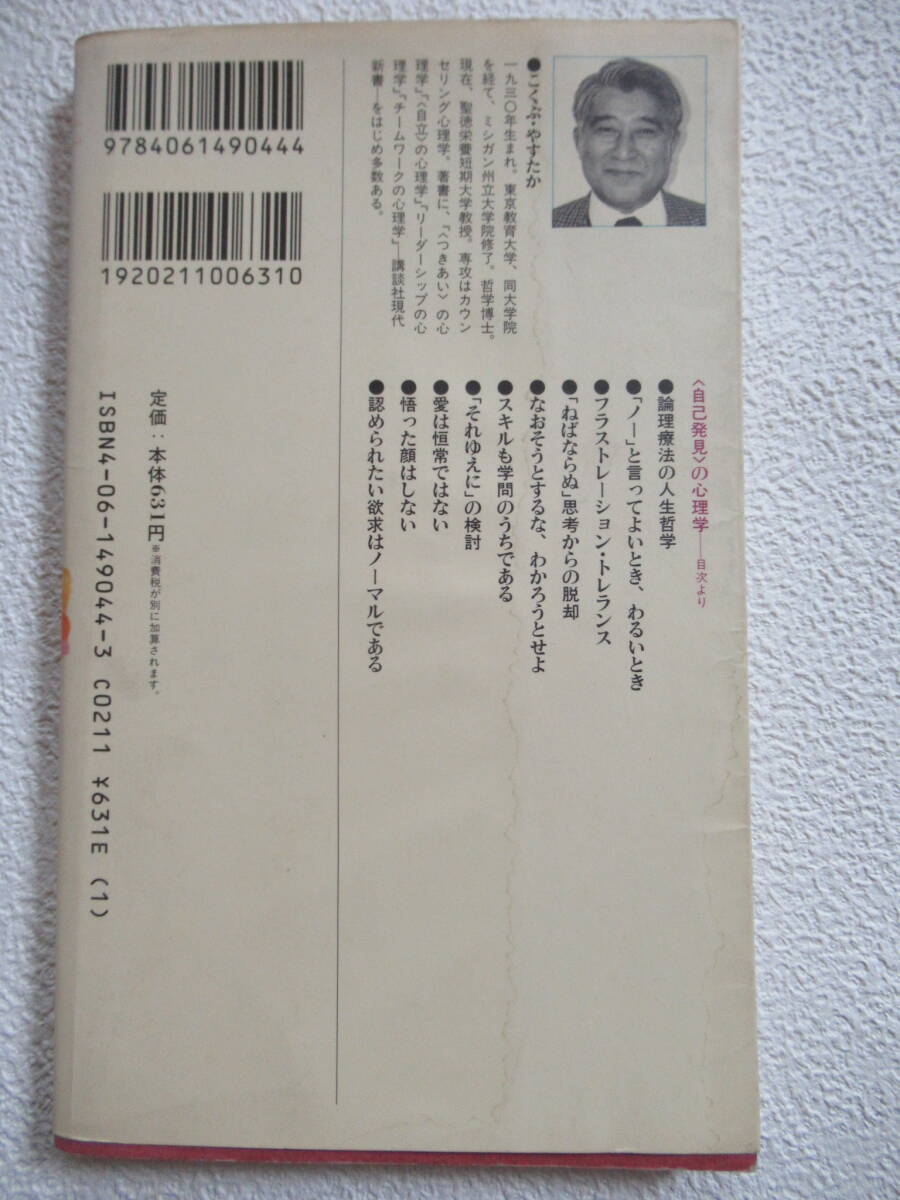 ●こくぶ・やすたか
一九三〇年生まれ。東京教育大学、同大学院
を経て、ミシガン州立大学院修了。哲学博士。
現在、聖徳栄養短期大学教授。専攻はカウン
セリング心理学。著書に、『〈つきあい〉の心
理学』、『〈自立〉の心理学』、『リーダーシップの心
理学』、『チームワークの心理学』―講談社現代
新書―をはじめ多数ある。
〈自己発見〉の心理学――目次より
●論理療法の人生哲学
●「ノー」と言ってよいとき、わるいとき
●フラストレーション・トレランス
●「ねばならぬ」思考からの脱却
●なおそうとするな、わかろうとせよ
●スキルも学問のうちである
●「それゆえに」の検討
●愛は恒常ではない
●悟った顔はしない
●認められたい欲求はノーマルである
9784061490444
1920211006310
定価：本体631円※消費税が別に加算されます。
ISBN4-06-149044-3 C0211 ¥631E (1)